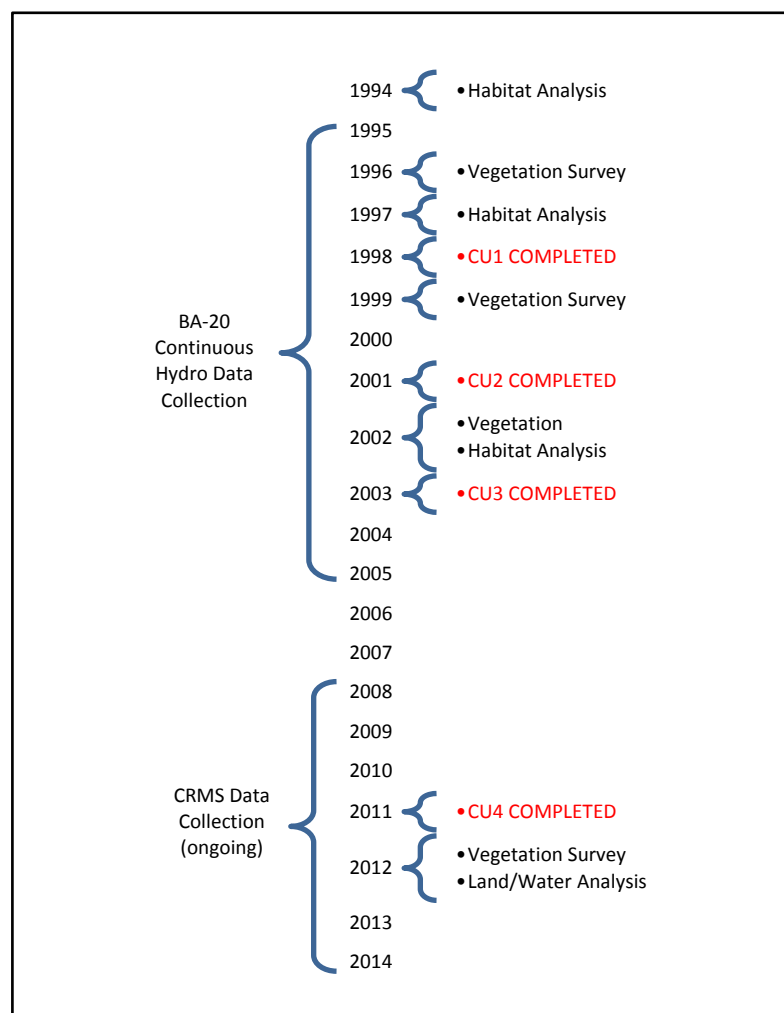 1994
•Habitat Analysis
1995
1996
•Vegetation Survey
1997
•Habitat Analysis
1998
•CU1 COMPLETED
1999
•Vegetation Survey
BA-20
Continuous
Hydro Data
Collection
2000
2001
•CU2 COMPLETED
2002
•Vegetation
•Habitat Analysis
2003
•CU3 COMPLETED
2004
2005
2006
2007
2008
2009
2010
CRMS Data
Collection
(ongoing)
2011
•CU4 COMPLETED
2012
•Vegetation Survey
•Land/Water Analysis
2013
2014